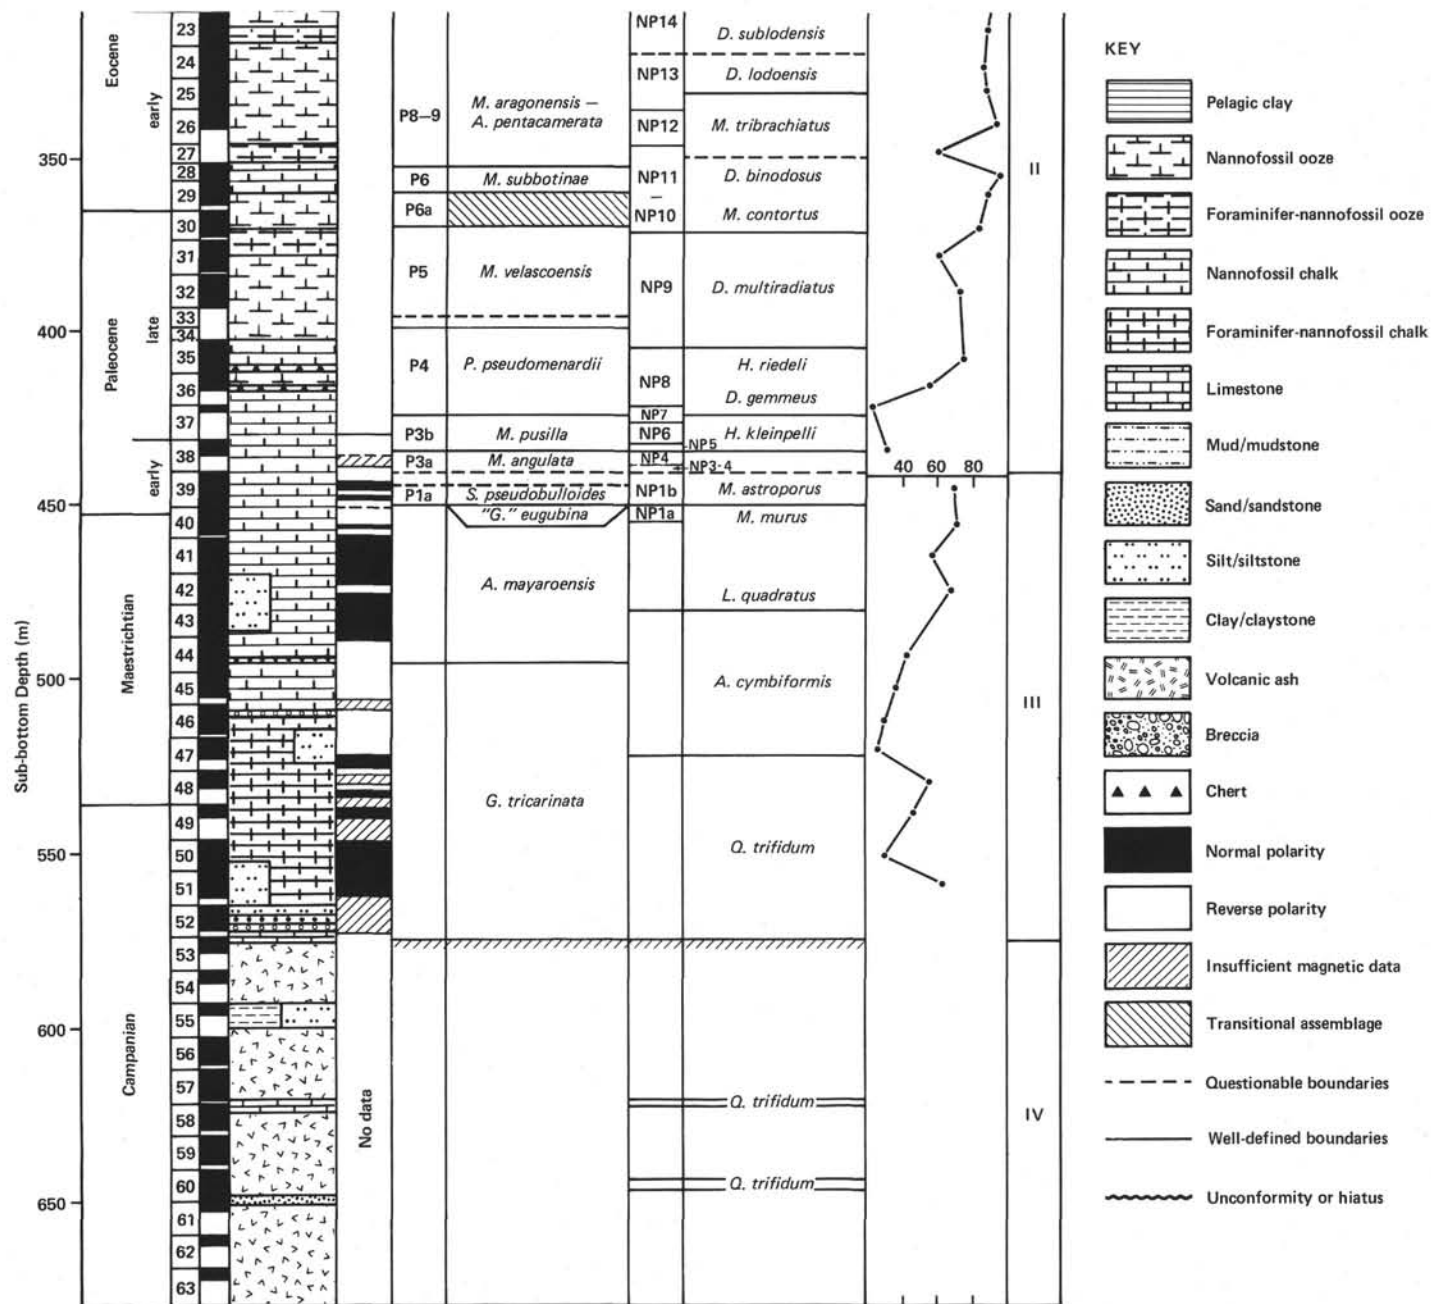 Sub-bottom Depth (m)
350
400
450
500
550
600
650
Eocene
early
Paleocene
late
early
Maestrichtian
Campanian
23
24
25
26
27
28
29
30
31
32
33
34
35
36
37
38
39
40
41
42
43
44
45
46
47
48
49
50
51
52
53
54
55
56
57
58
59
60
61
62
63
No data
P8–9
P6
P6a
P5
P4
P3b
P3a
P1a
M. aragonensis –
A. pentacamerata
M. subbotinae
M. velascoensis
P. pseudomenardii
M. pusilla
M. angulata
S. pseudobulloides
"G." eugubina
A. mayaroensis
G. tricarinata
NP14
NP13
NP12
NP11
–
NP10
NP9
NP8
NP7
NP6
NP5
NP4
NP3-4
NP1b
NP1a
D. sublodensis
D. lodoensis
M. tribrachiatus
D. binodosus
M. contortus
D. multiradiatus
H. riedeli
D. gemmeus
H. kleinpelli
M. astroporus
M. murus
L. quadratus
A. cymbiformis
Q. trifidum
Q. trifidum
Q. trifidum
40 60 80
II
III
IV
KEY
Pelagic clay
Nannofossil ooze
Foraminifer-nannofossil ooze
Nannofossil chalk
Foraminifer-nannofossil chalk
Limestone
Mud/mudstone
Sand/sandstone
Silt/siltstone
Clay/claystone
Volcanic ash
Breccia
Chert
Normal polarity
Reverse polarity
Insufficient magnetic data
Transitional assemblage
Questionable boundaries
Well-defined boundaries
Unconformity or hiatus